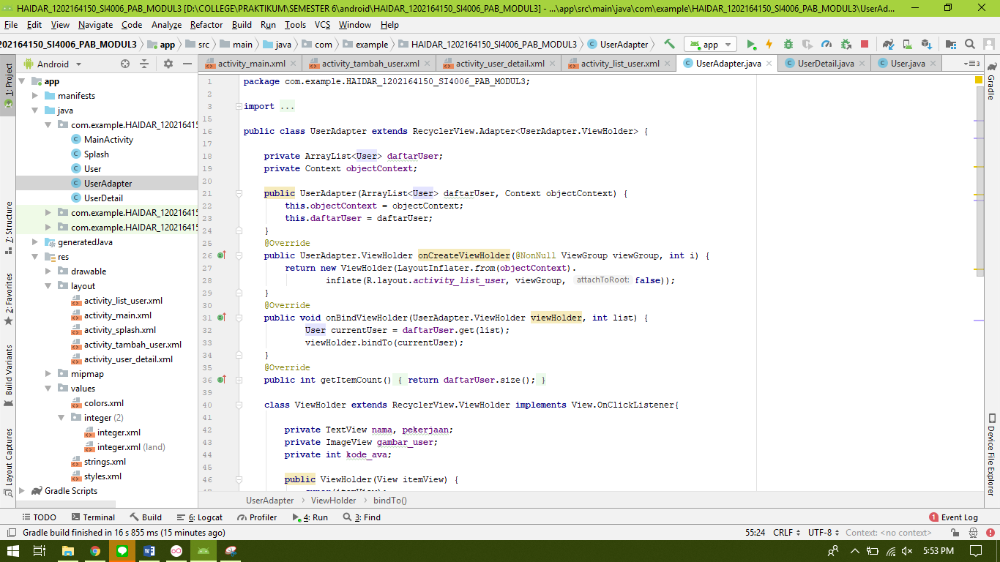 HAIDAR_1202164150_SI4006_PAB_MODUL3 [D:\COLLEGE\PRAKTIKUM\SEMESTER 6\android\HAIDAR_1202164150_SI4006_PAB_MODUL3] - ...\app\src\main\java\com\example\HAIDAR_1202164150_SI4006_PAB_MODUL3\UserAd...
File Edit View Navigate Code Analyze Refactor Build Run Tools VCS Window Help
202164150_SI4006_PAB_MODUL3 app src main java com example HAIDAR_1202164150_SI4006_PAB_MODUL3 UserAdapter app
Android
activity_main.xml activity_tambah_user.xml activity_user_detail.xml activity_list_user.xml UserAdapter.java UserDetail.java User.java 3
1: Project
Z: Structure
2: Favorites
Build Variants
Layout Captures
app
manifests
java
com.example.HAIDAR_120216415
MainActivity
Splash
User
UserAdapter
UserDetail
com.example.HAIDAR_120216415
com.example.HAIDAR_120216415
generatedJava
res
drawable
layout
activity_list_user.xml
activity_main.xml
activity_splash.xml
activity_tambah_user.xml
activity_user_detail.xml
mipmap
values
colors.xml
integer (2)
integer.xml
integer.xml (land)
strings.xml
styles.xml
Gradle Scripts
1 package com.example.HAIDAR_1202164150_SI4006_PAB_MODUL3;
2
3 import ...
15
16 public class UserAdapter extends RecyclerView.Adapter<UserAdapter.ViewHolder> {
17
18 private ArrayList<User> daftarUser;
19 private Context objectContext;
20
21 public UserAdapter(ArrayList<User> daftarUser, Context objectContext) {
22 this.objectContext = objectContext;
23 this.daftarUser = daftarUser;
24 }
25 @Override
26 public UserAdapter.ViewHolder onCreateViewHolder(@NonNull ViewGroup viewGroup, int i) {
27 return new ViewHolder(LayoutInflater.from(objectContext).
28 inflate(R.layout.activity_list_user, viewGroup, attachToRoot: false));
29 }
30 @Override
31 public void onBindViewHolder(UserAdapter.ViewHolder viewHolder, int list) {
32 User currentUser = daftarUser.get(list);
33 viewHolder.bindTo(currentUser);
34 }
35 @Override
36 public int getItemCount() { return daftarUser.size(); }
39
40 class ViewHolder extends RecyclerView.ViewHolder implements View.OnClickListener{
41
42 private TextView nama, pekerjaan;
43 private ImageView gambar_user;
44 private int kode_ava;
45
46 public ViewHolder(View itemView) {
47 super(itemView);
UserAdapter ViewHolder bindTo()
Gradle
Device File Explorer
TODO Terminal Build 6: Logcat Profiler 4: Run 3: Find 1 Event Log
Gradle build finished in 16 s 855 ms (15 minutes ago) 55:24 CRLF UTF-8 Context: <no context>
5:53 PM